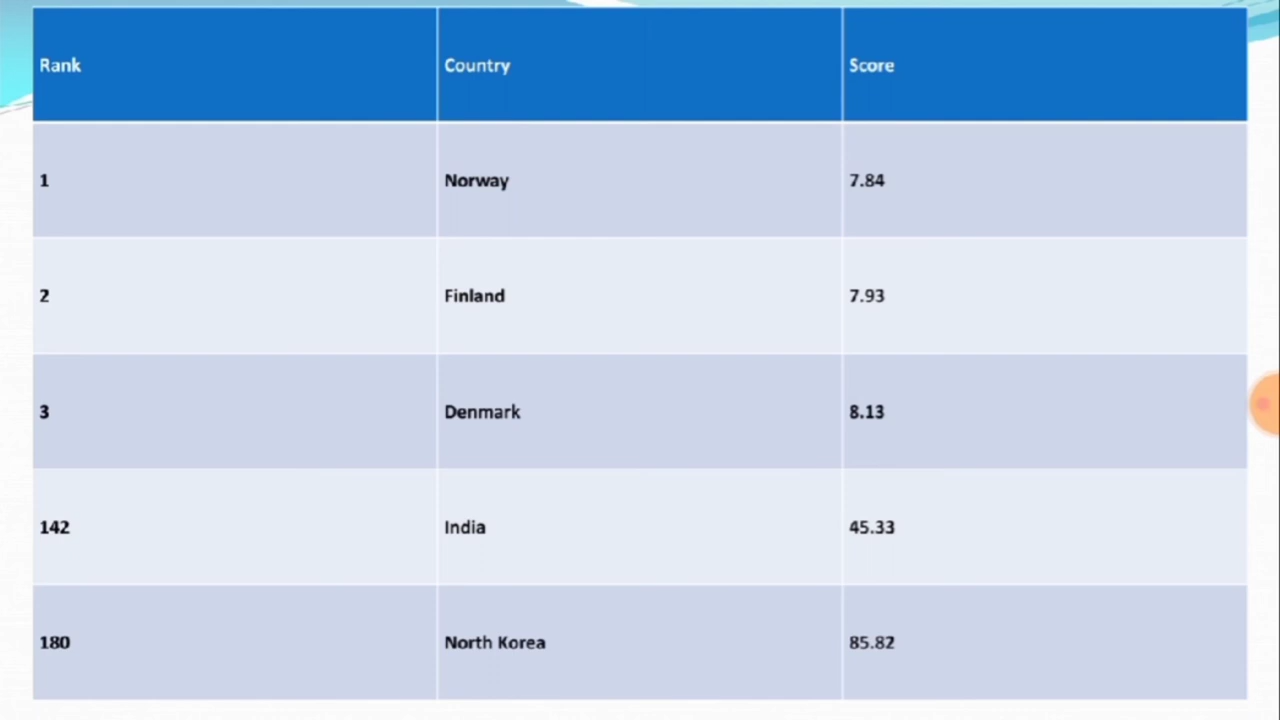 Rank Country Score
1 Norway 7.84
2 Finland 7.93
3 Denmark 8.13
142 India 45.33
180 North Korea 85.82